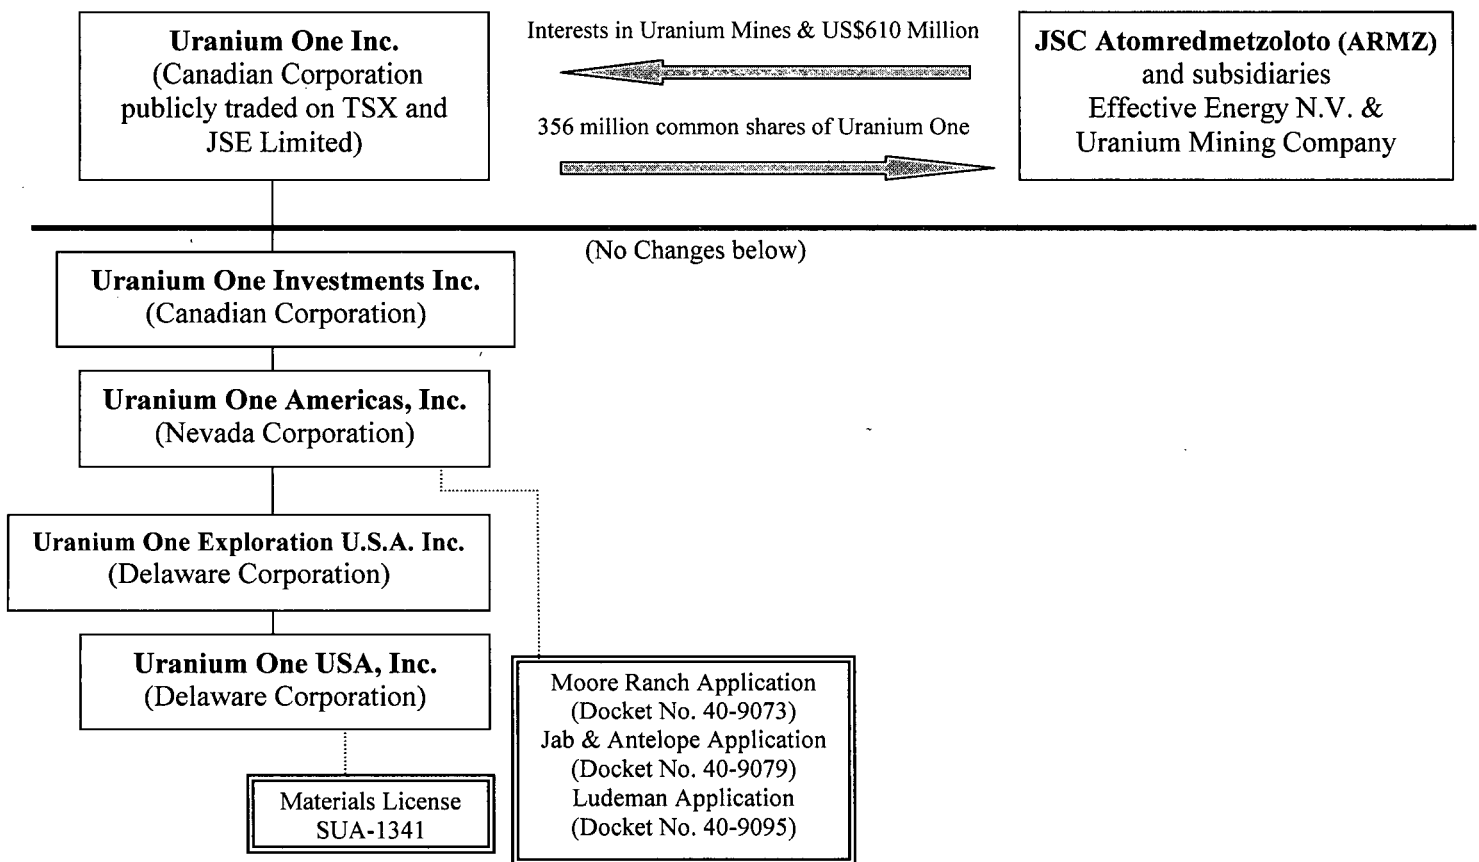 Uranium One Inc.
(Canadian Corporation
publicly traded on TSX and
JSE Limited)
Interests in Uranium Mines & US$610 Million
356 million common shares of Uranium One
JSC Atomredmetzoloto (ARMZ)
and subsidiaries
Effective Energy N.V. &
Uranium Mining Company
(No Changes below)
Uranium One Investments Inc.
(Canadian Corporation)
Uranium One Americas, Inc.
(Nevada Corporation)
Uranium One Exploration U.S.A. Inc.
(Delaware Corporation)
Uranium One USA, Inc.
(Delaware Corporation)
Materials License
SUA-1341
Moore Ranch Application
(Docket No. 40-9073)
Jab & Antelope Application
(Docket No. 40-9079)
Ludeman Application
(Docket No. 40-9095)